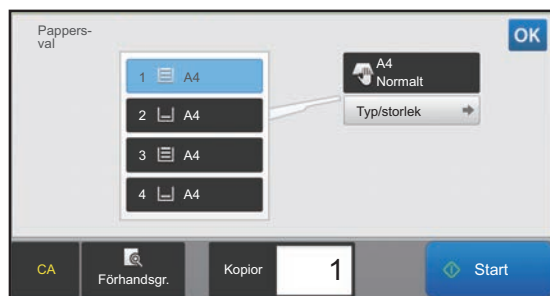 Pappers-
val
OK
1 A4
2 A4
3 A4
4 A4
A4
Normalt
Typ/storlek
CA
Förhandsgr.
Kopior
1
Start